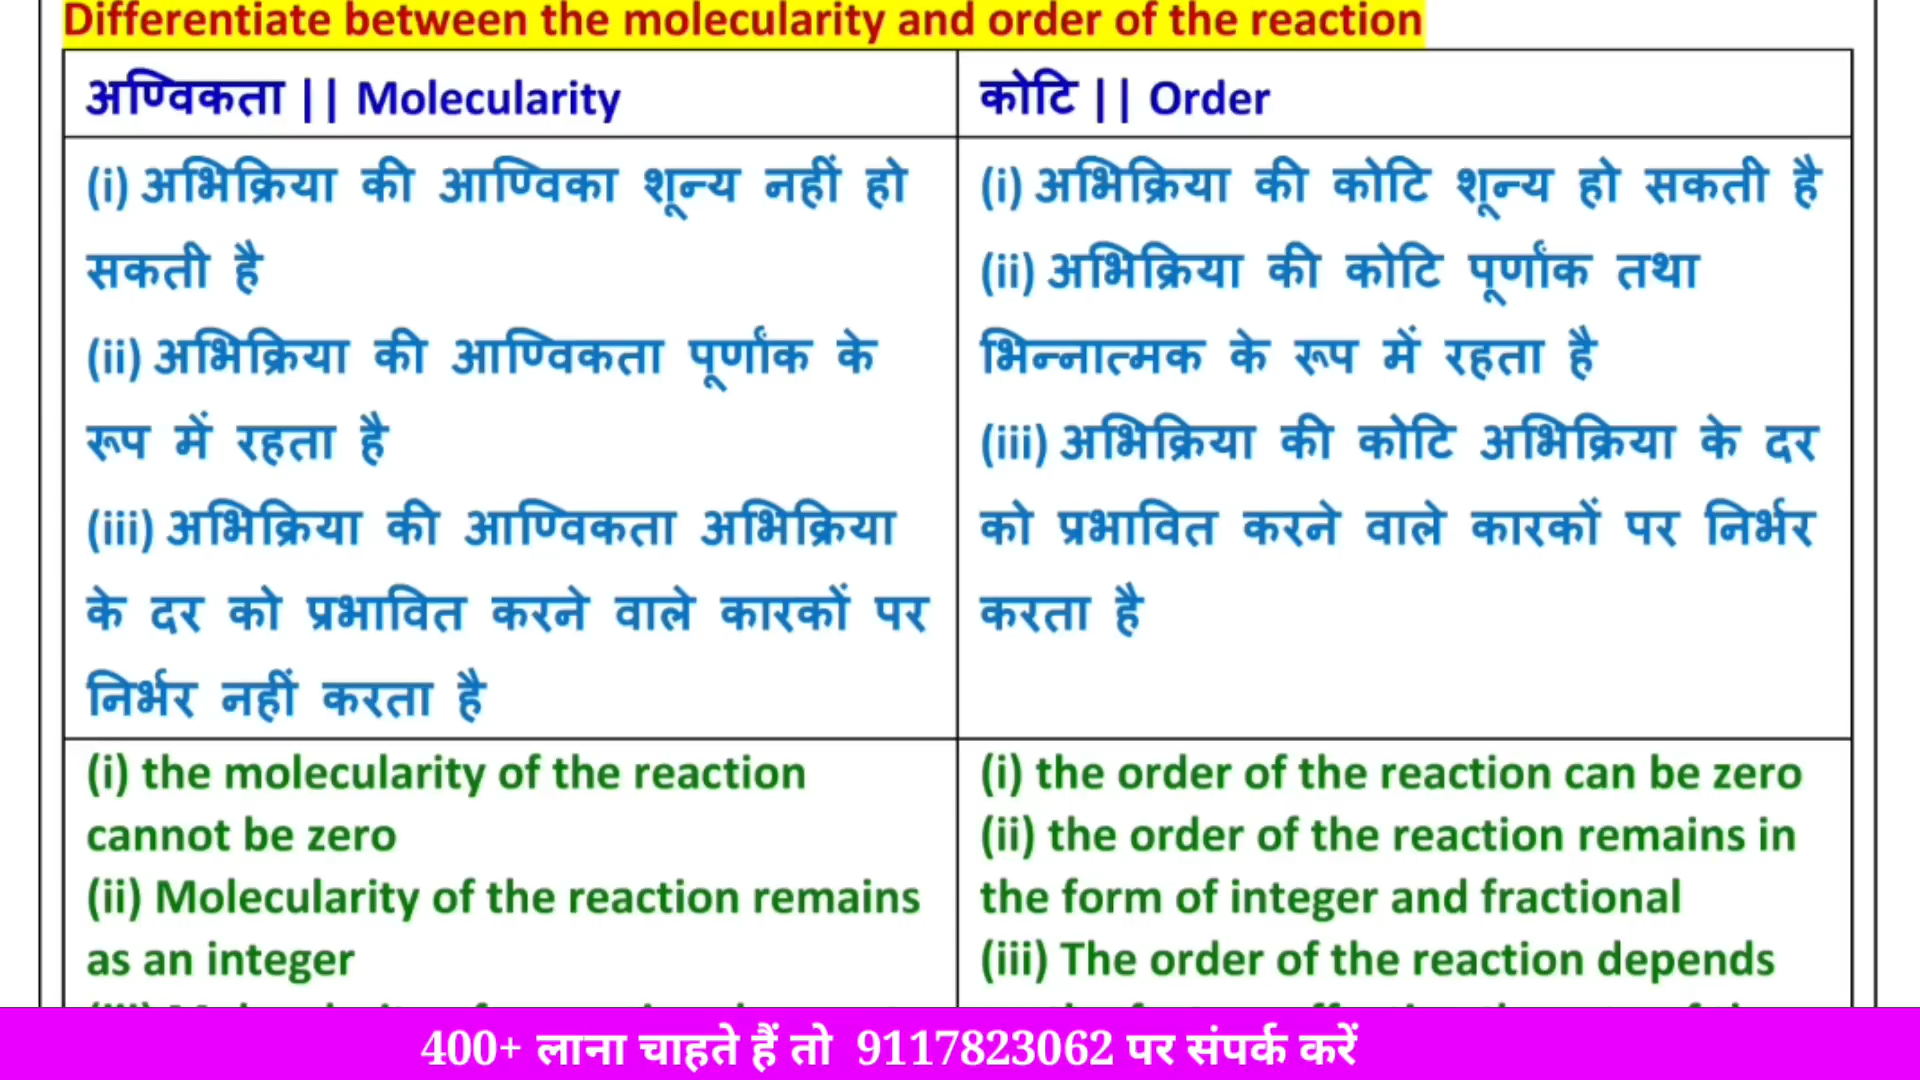 Differentiate between the molecularity and order of the reaction
अण्विकता || Molecularity
कोटि || Order
(i) अभिक्रिया की आण्विका शून्य नहीं हो
सकती है
(ii) अभिक्रिया की आण्विकता पूर्णांक के
रूप में रहता है
(iii) अभिक्रिया की आण्विकता अभिक्रिया
के दर को प्रभावित करने वाले कारकों पर
निर्भर नहीं करता है
(i) अभिक्रिया की कोटि शून्य हो सकती है
(ii) अभिक्रिया की कोटि पूर्णांक तथा
भिन्नात्मक के रूप में रहता है
(iii) अभिक्रिया की कोटि अभिक्रिया के दर
को प्रभावित करने वाले कारकों पर निर्भर
करता है
(i) the molecularity of the reaction
cannot be zero
(ii) Molecularity of the reaction remains
as an integer
(i) the order of the reaction can be zero
(ii) the order of the reaction remains in
the form of integer and fractional
(iii) The order of the reaction depends
400+ लाना चाहते हैं तो 9117823062 पर संपर्क करें